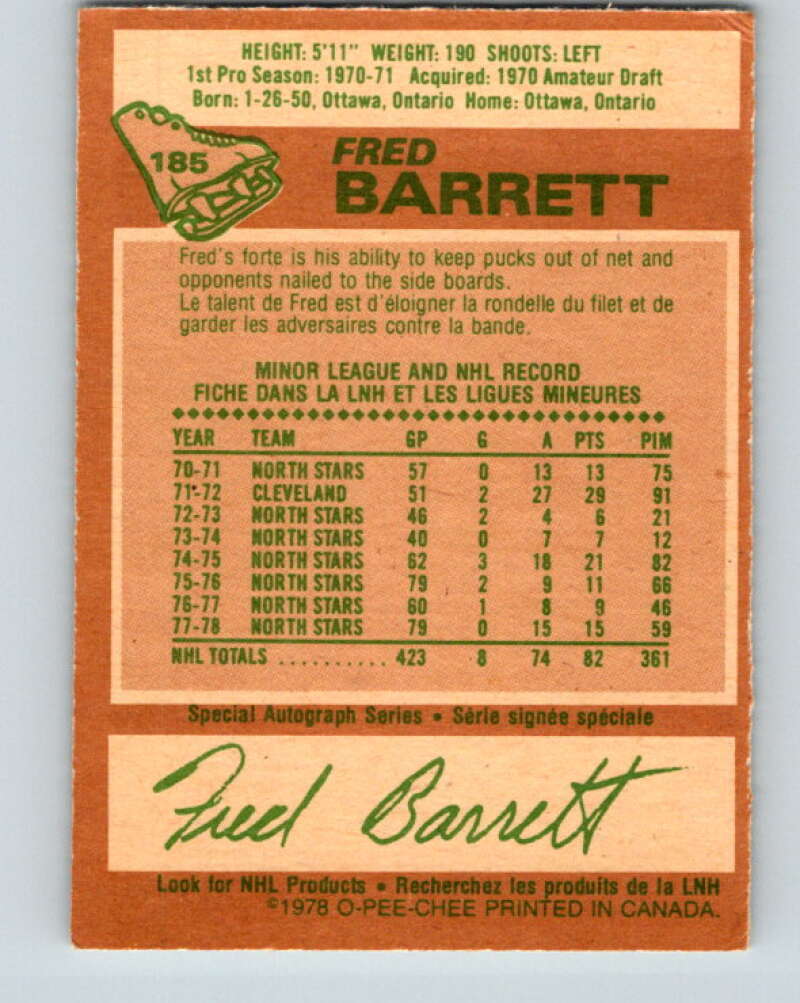 HEIGHT: 5'11" WEIGHT: 190 SHOOTS: LEFT
1st Pro Season: 1970-71 Acquired: 1970 Amateur Draft
Born: 1-26-50, Ottawa, Ontario Home: Ottawa, Ontario
185
FRED
BARRETT
Fred's forte is his ability to keep pucks out of net and
opponents nailed to the side boards.
Le talent de Fred est d'éloigner la rondelle du filet et de
garder les adversaires contre la bande.
MINOR LEAGUE AND NHL RECORD
FICHE DANS LA LNH ET LES LIGUES MINEURES
YEAR TEAM GP G A PTS PIM
70-71 NORTH STARS 57 0 13 13 75
71-72 CLEVELAND 51 2 27 29 91
72-73 NORTH STARS 46 2 4 6 21
73-74 NORTH STARS 40 0 7 7 12
74-75 NORTH STARS 62 3 18 21 82
75-76 NORTH STARS 79 2 9 11 66
76-77 NORTH STARS 60 1 8 9 46
77-78 NORTH STARS 79 0 15 15 59
NHL TOTALS .......... 423 8 74 82 361
Special Autograph Series • Série signée spéciale
Fred Barrett
Look for NHL Products • Recherchez les produits de la LNH
©1978 O-PEE-CHEE PRINTED IN CANADA.